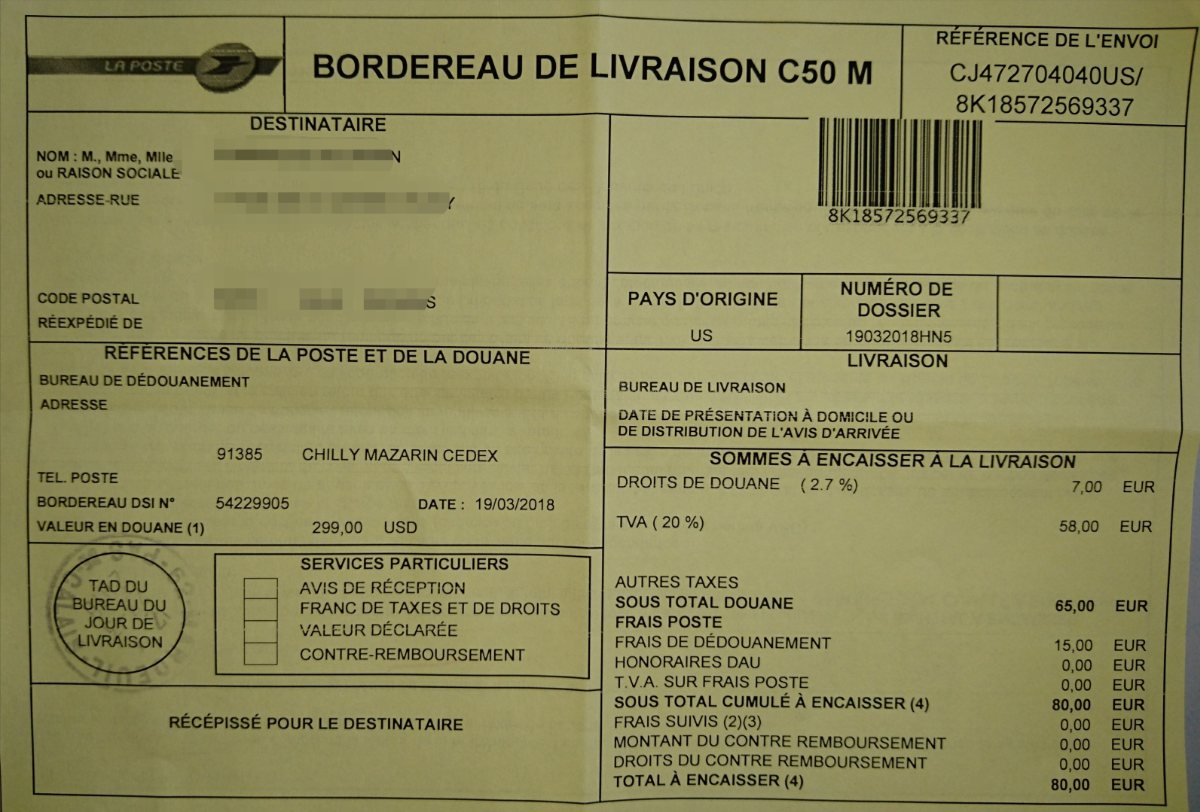 LA POSTE
BORDEREAU DE LIVRAISON C50 M
RÉFÉRENCE DE L'ENVOI
CJ472704040US/
8K18572569337
DESTINATAIRE
NOM : M., Mme, Mlle
ou RAISON SOCIALE
ADRESSE-RUE
CODE POSTAL
RÉEXPÉDIÉ DE
8K18572569337
PAYS D'ORIGINE
US
NUMÉRO DE
DOSSIER
19032018HN5
RÉFÉRENCES DE LA POSTE ET DE LA DOUANE
BUREAU DE DÉDOUANEMENT
ADRESSE
91385 CHILLY MAZARIN CEDEX
TEL. POSTE
BORDEREAU DSI N° 54229905 DATE : 19/03/2018
VALEUR EN DOUANE (1) 299,00 USD
LIVRAISON
BUREAU DE LIVRAISON
DATE DE PRÉSENTATION À DOMICILE OU
DE DISTRIBUTION DE L'AVIS D'ARRIVÉE
SOMMES À ENCAISSER À LA LIVRAISON
DROITS DE DOUANE ( 2.7 %) 7,00 EUR
TVA ( 20 %) 58,00 EUR
AUTRES TAXES
SOUS TOTAL DOUANE 65,00 EUR
FRAIS POSTE
FRAIS DE DÉDOUANEMENT 15,00 EUR
HONORAIRES DAU 0,00 EUR
T.V.A. SUR FRAIS POSTE 0,00 EUR
SOUS TOTAL CUMULÉ À ENCAISSER (4) 80,00 EUR
FRAIS SUIVIS (2)(3) 0,00 EUR
MONTANT DU CONTRE REMBOURSEMENT 0,00 EUR
DROITS DU CONTRE REMBOURSEMENT 0,00 EUR
TOTAL À ENCAISSER (4) 80,00 EUR
TAD DU
BUREAU DU
JOUR DE
LIVRAISON
SERVICES PARTICULIERS
AVIS DE RÉCEPTION
FRANC DE TAXES ET DE DROITS
VALEUR DÉCLARÉE
CONTRE-REMBOURSEMENT
RÉCÉPISSÉ POUR LE DESTINATAIRE